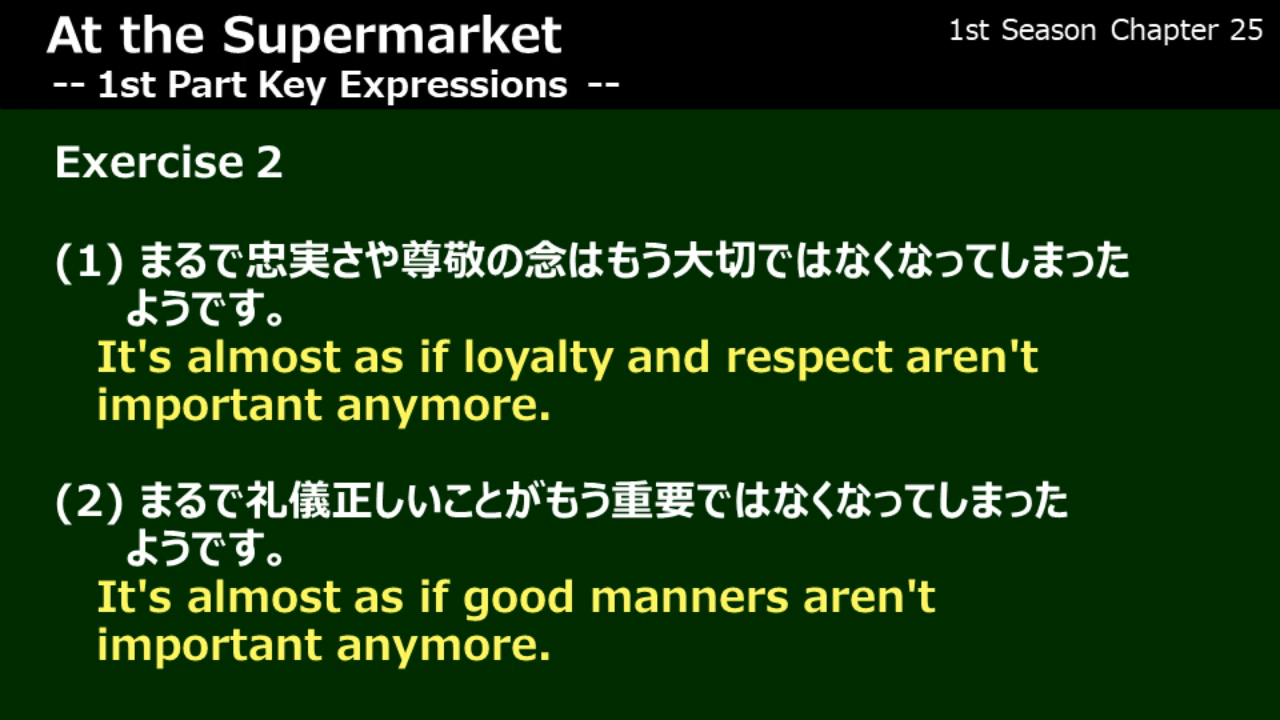 At the Supermarket
1st Season Chapter 25
-- 1st Part Key Expressions --
Exercise 2
(1) まるで忠実さや尊敬の念はもう大切ではなくなってしまった
ようです。
It's almost as if loyalty and respect aren't
important anymore.
(2) まるで礼儀正しいことがもう重要ではなくなってしまった
ようです。
It's almost as if good manners aren't
important anymore.